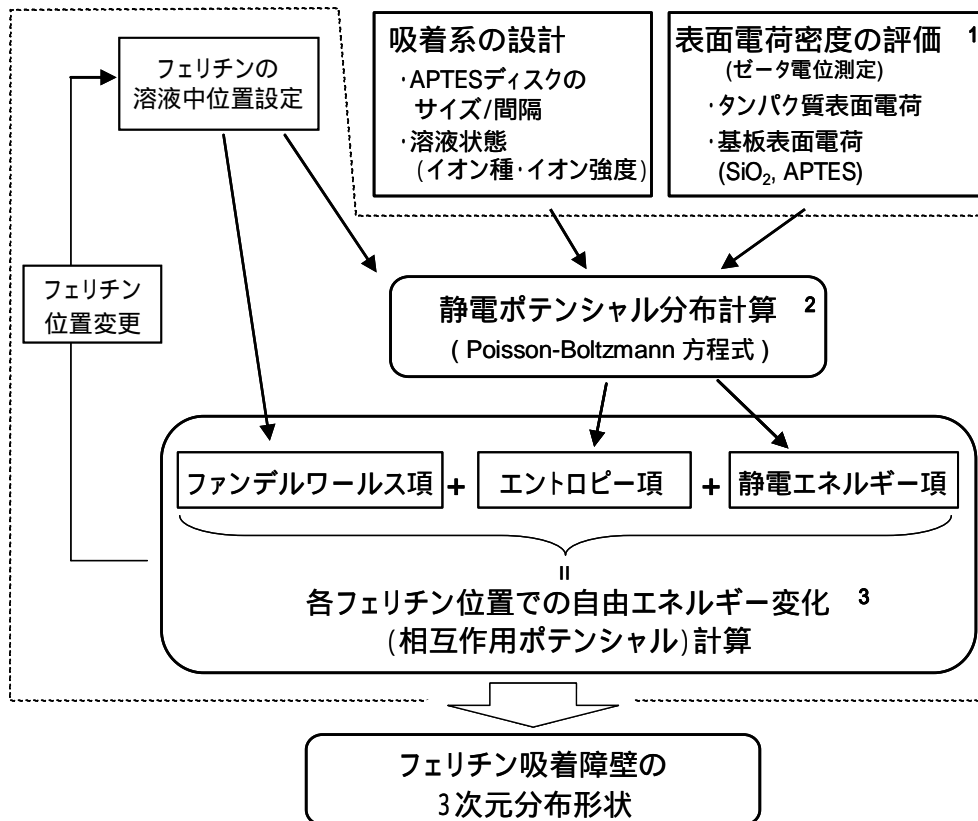 フェリチンの
溶液中位置設定
吸着系の設計
・APTESディスクの
サイズ/間隔
・溶液状態
(イオン種・イオン強度)
表面電荷密度の評価 1
(ゼータ電位測定)
・タンパク質表面電荷
・基板表面電荷
(SiO₂, APTES)
フェリチン
位置変更
静電ポテンシャル分布計算 2
( Poisson-Boltzmann 方程式 )
ファンデルワールス項 + エントロピー項 + 静電エネルギー項
=
各フェリチン位置での自由エネルギー変化 3
(相互作用ポテンシャル)計算
フェリチン吸着障壁の
3次元分布形状